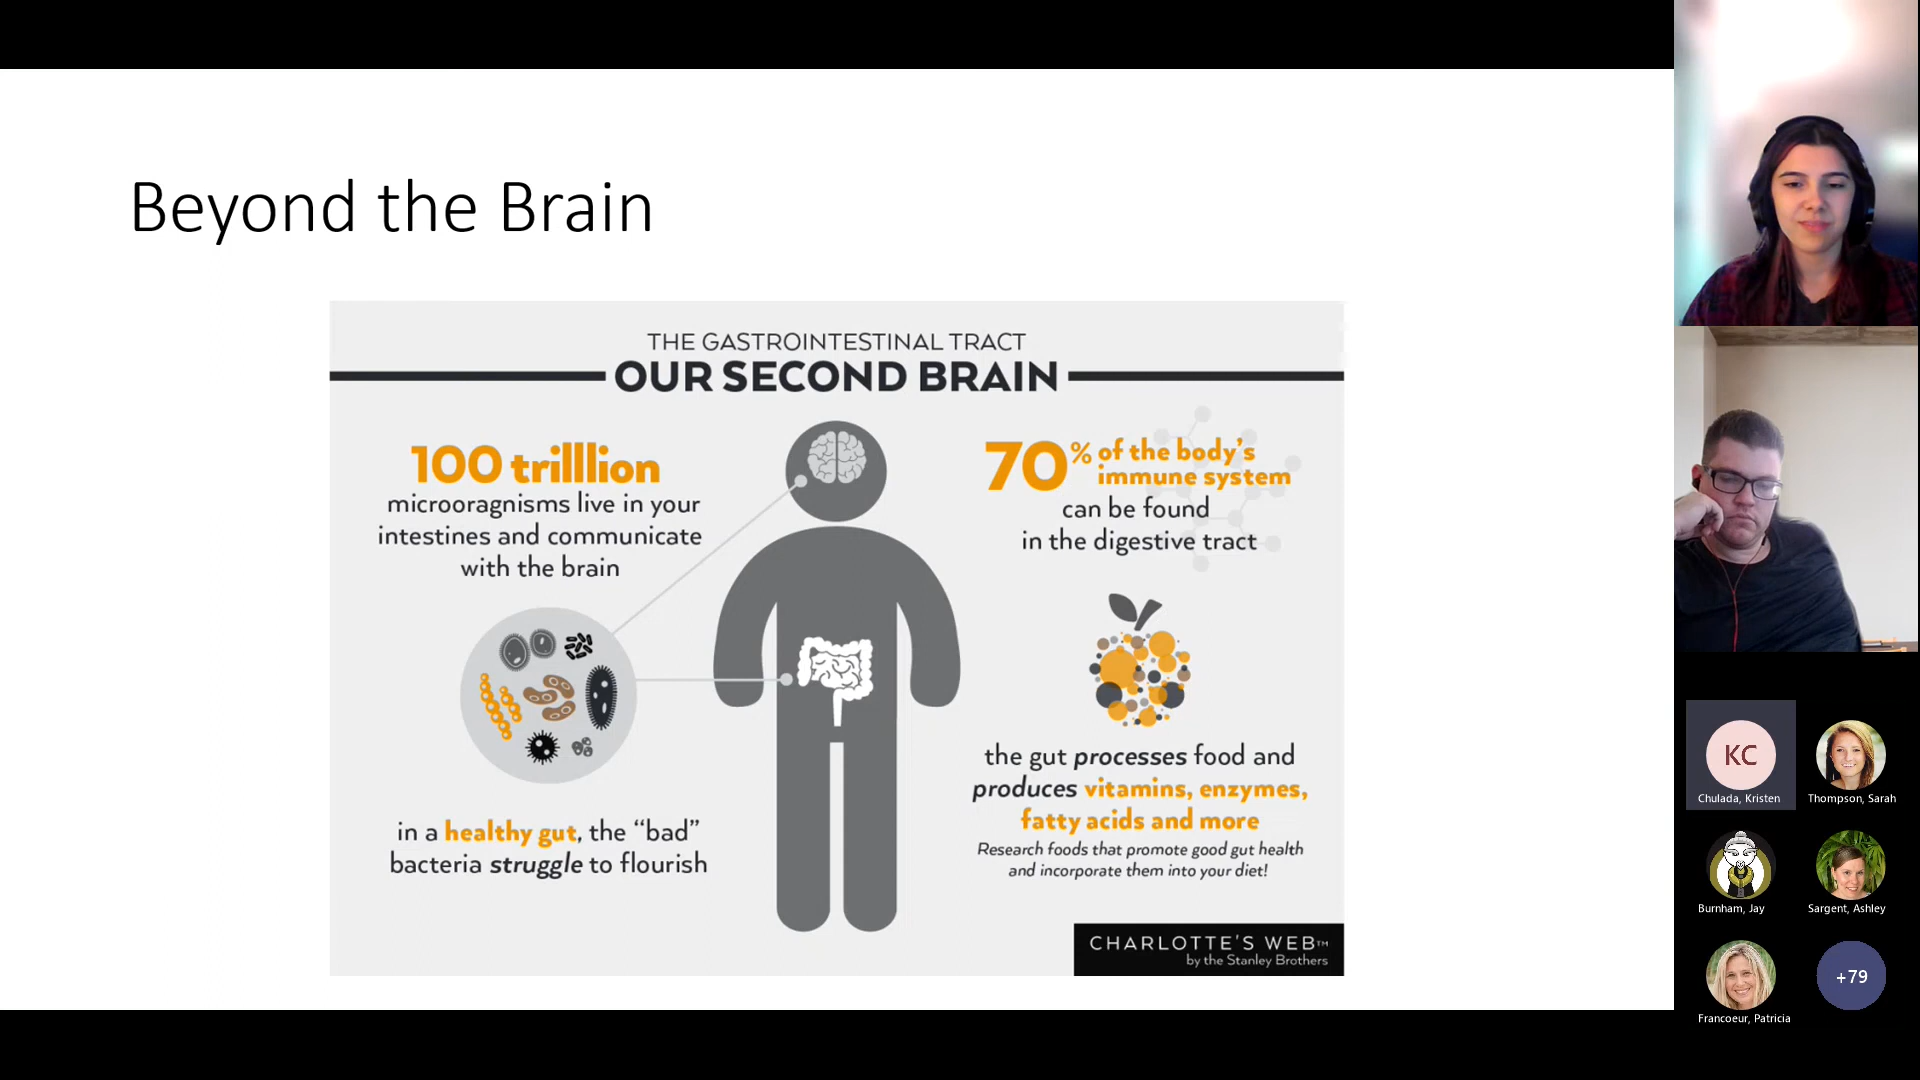 Beyond the Brain
THE GASTROINTESTINAL TRACT
OUR SECOND BRAIN
100 trilllion
microoragnisms live in your
intestines and communicate
with the brain
in a healthy gut, the “bad”
bacteria struggle to flourish
70% of the body’s
immune system
can be found
in the digestive tract
the gut processes food and
produces vitamins, enzymes,
fatty acids and more
Research foods that promote good gut health
and incorporate them into your diet!
CHARLOTTE’S WEB™
by the Stanley Brothers
KC
Chulada, Kristen
Thompson, Sarah
Burnham, Jay
Sargent, Ashley
Francoeur, Patricia
+79